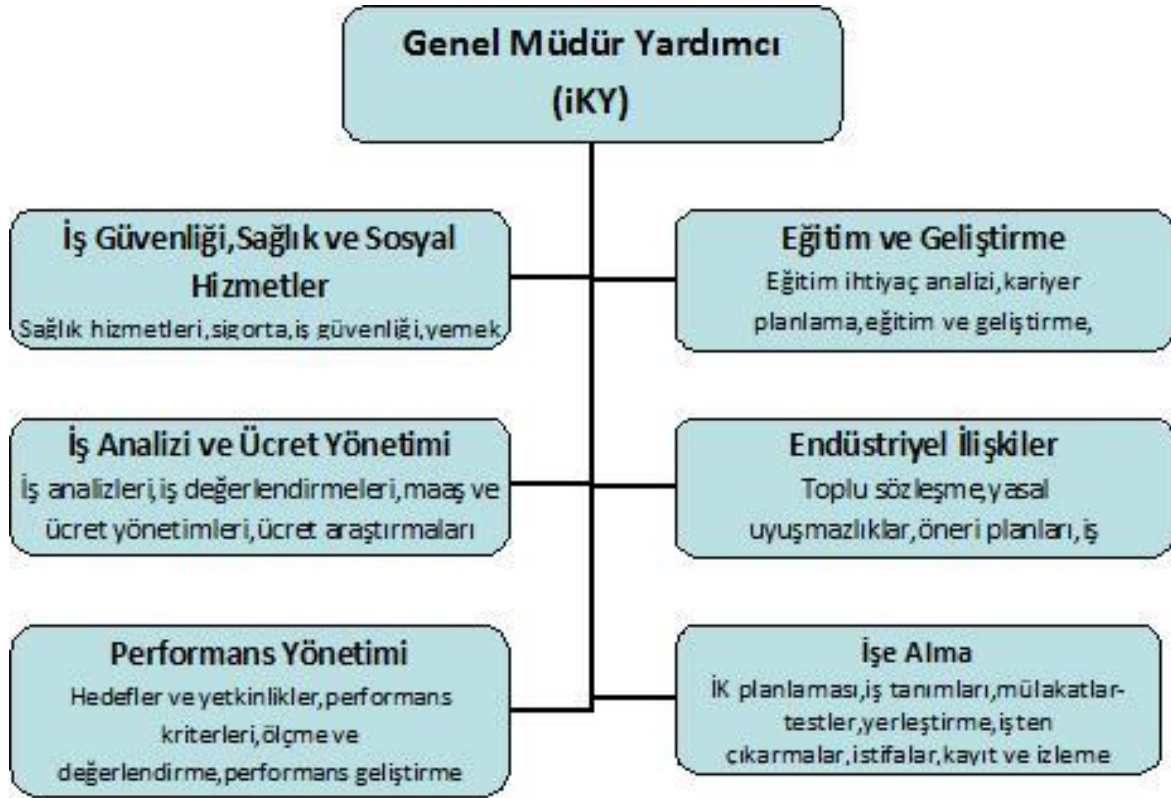 Genel Müdür Yardımcı
(iKY)
İş Güvenliği,Sağlık ve Sosyal
Hizmetler
Sağlık hizmetleri,sigorta,iş güvenliği,yemek,
Eğitim ve Geliştirme
Eğitim ihtiyaç analizi,kariyer
planlama,eğitim ve geliştirme,
İş Analizi ve Ücret Yönetimi
İş analizleri,iş değerlendirmeleri,maaş ve
ücret yönetimleri,ücret araştırmaları
Endüstriyel İlişkiler
Toplu sözleşme,yasal
uyuşmazlıklar,öneri planları,iş
Performans Yönetimi
Hedefler ve yetkinlikler,performans
kriterleri,ölçme ve
değerlendirme,performans geliştirme
İşe Alma
İK planlaması,iş tanımları,mülakatlar-
testler,yerleştirme,işten
çıkarmalar,istifalar,kayıt ve izleme